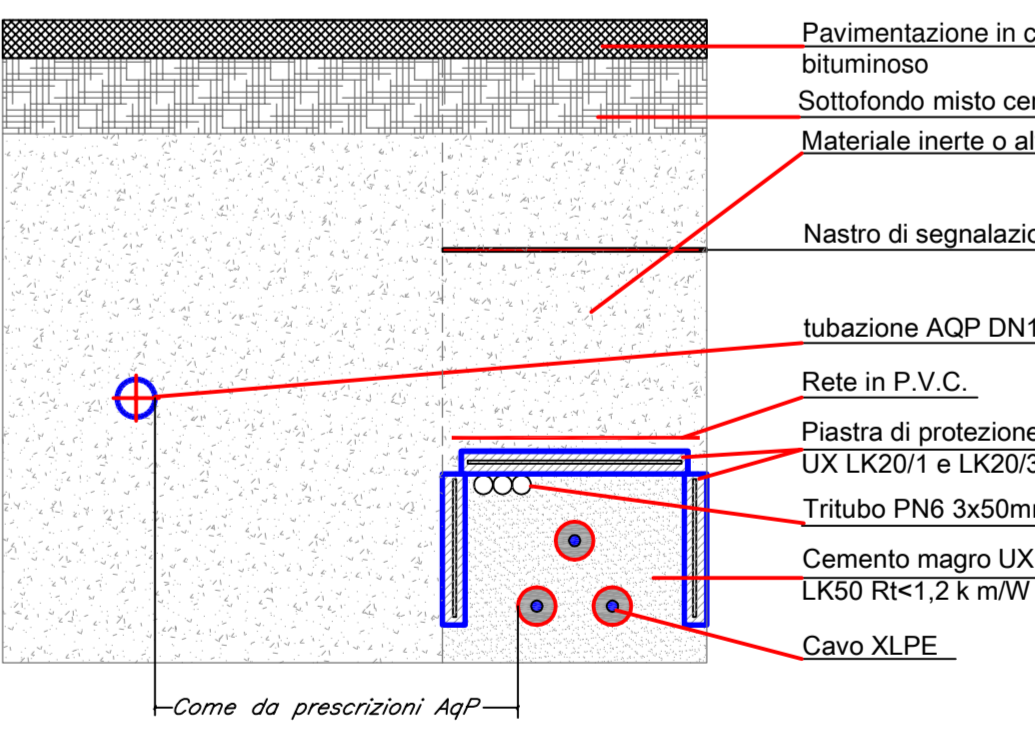 Pavimentazione in c
bituminoso
Sottofondo misto cer
Materiale inerte o al
Nastro di segnalazio
tubazione AQP DN1
Rete in P.V.C.
Piastra di protezione
UX LK20/1 e LK20/3
Tritubo PN6 3x50mm
Cemento magro UX
LK50 Rt<1,2 k m/W
Cavo XLPE
Come da prescrizioni AqP